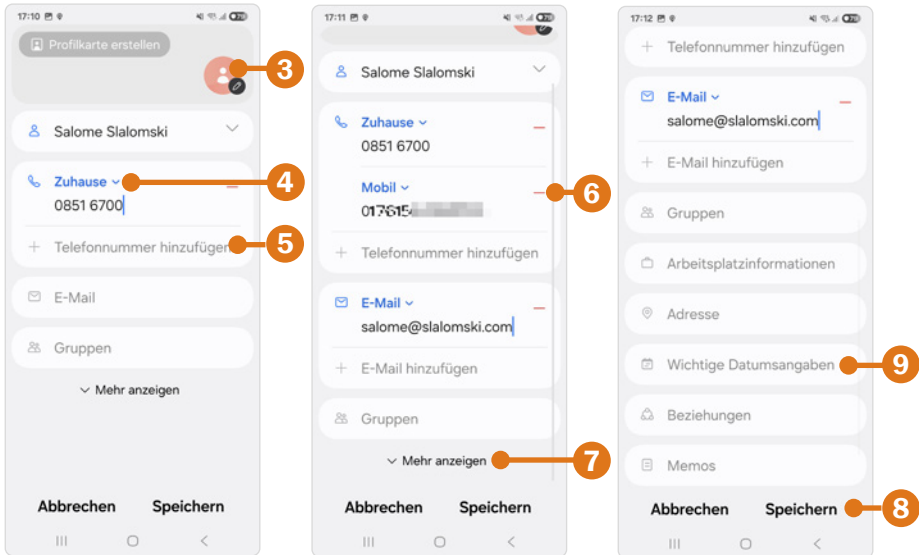 17:10
Profilkarte erstellen
3
Salome Slalomski
Zuhause
4
0851 6700
Telefonnummer hinzufügen
5
E-Mail
Gruppen
Mehr anzeigen
Abbrechen Speichern
17:11
Salome Slalomski
Zuhause
0851 6700
Mobil
6
Telefonnummer hinzufügen
E-Mail
salome@slalomski.com
E-Mail hinzufügen
Gruppen
Mehr anzeigen
7
Abbrechen Speichern
17:12
Telefonnummer hinzufügen
E-Mail
salome@slalomski.com
E-Mail hinzufügen
Gruppen
Arbeitsplatzinformationen
Adresse
Wichtige Datumsangaben
9
Beziehungen
Memos
Abbrechen Speichern
8